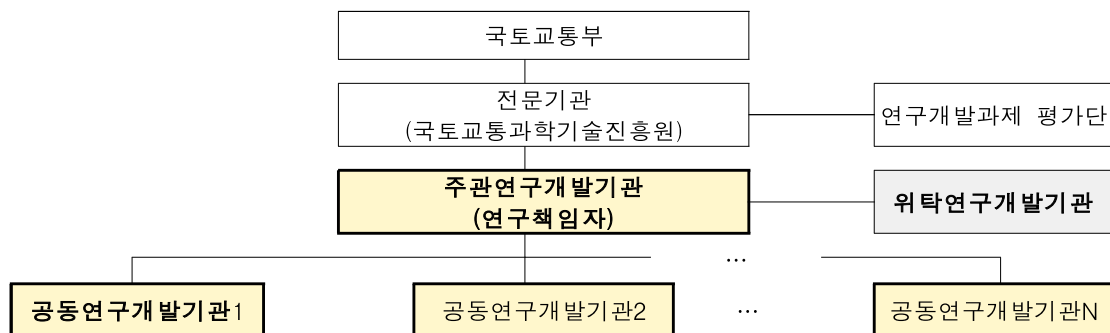 국토교통부
전문기관
(국토교통과학기술진흥원)
연구개발과제 평가단
주관연구개발기관
(연구책임자)
위탁연구개발기관
...
공동연구개발기관1
공동연구개발기관2
...
공동연구개발기관N